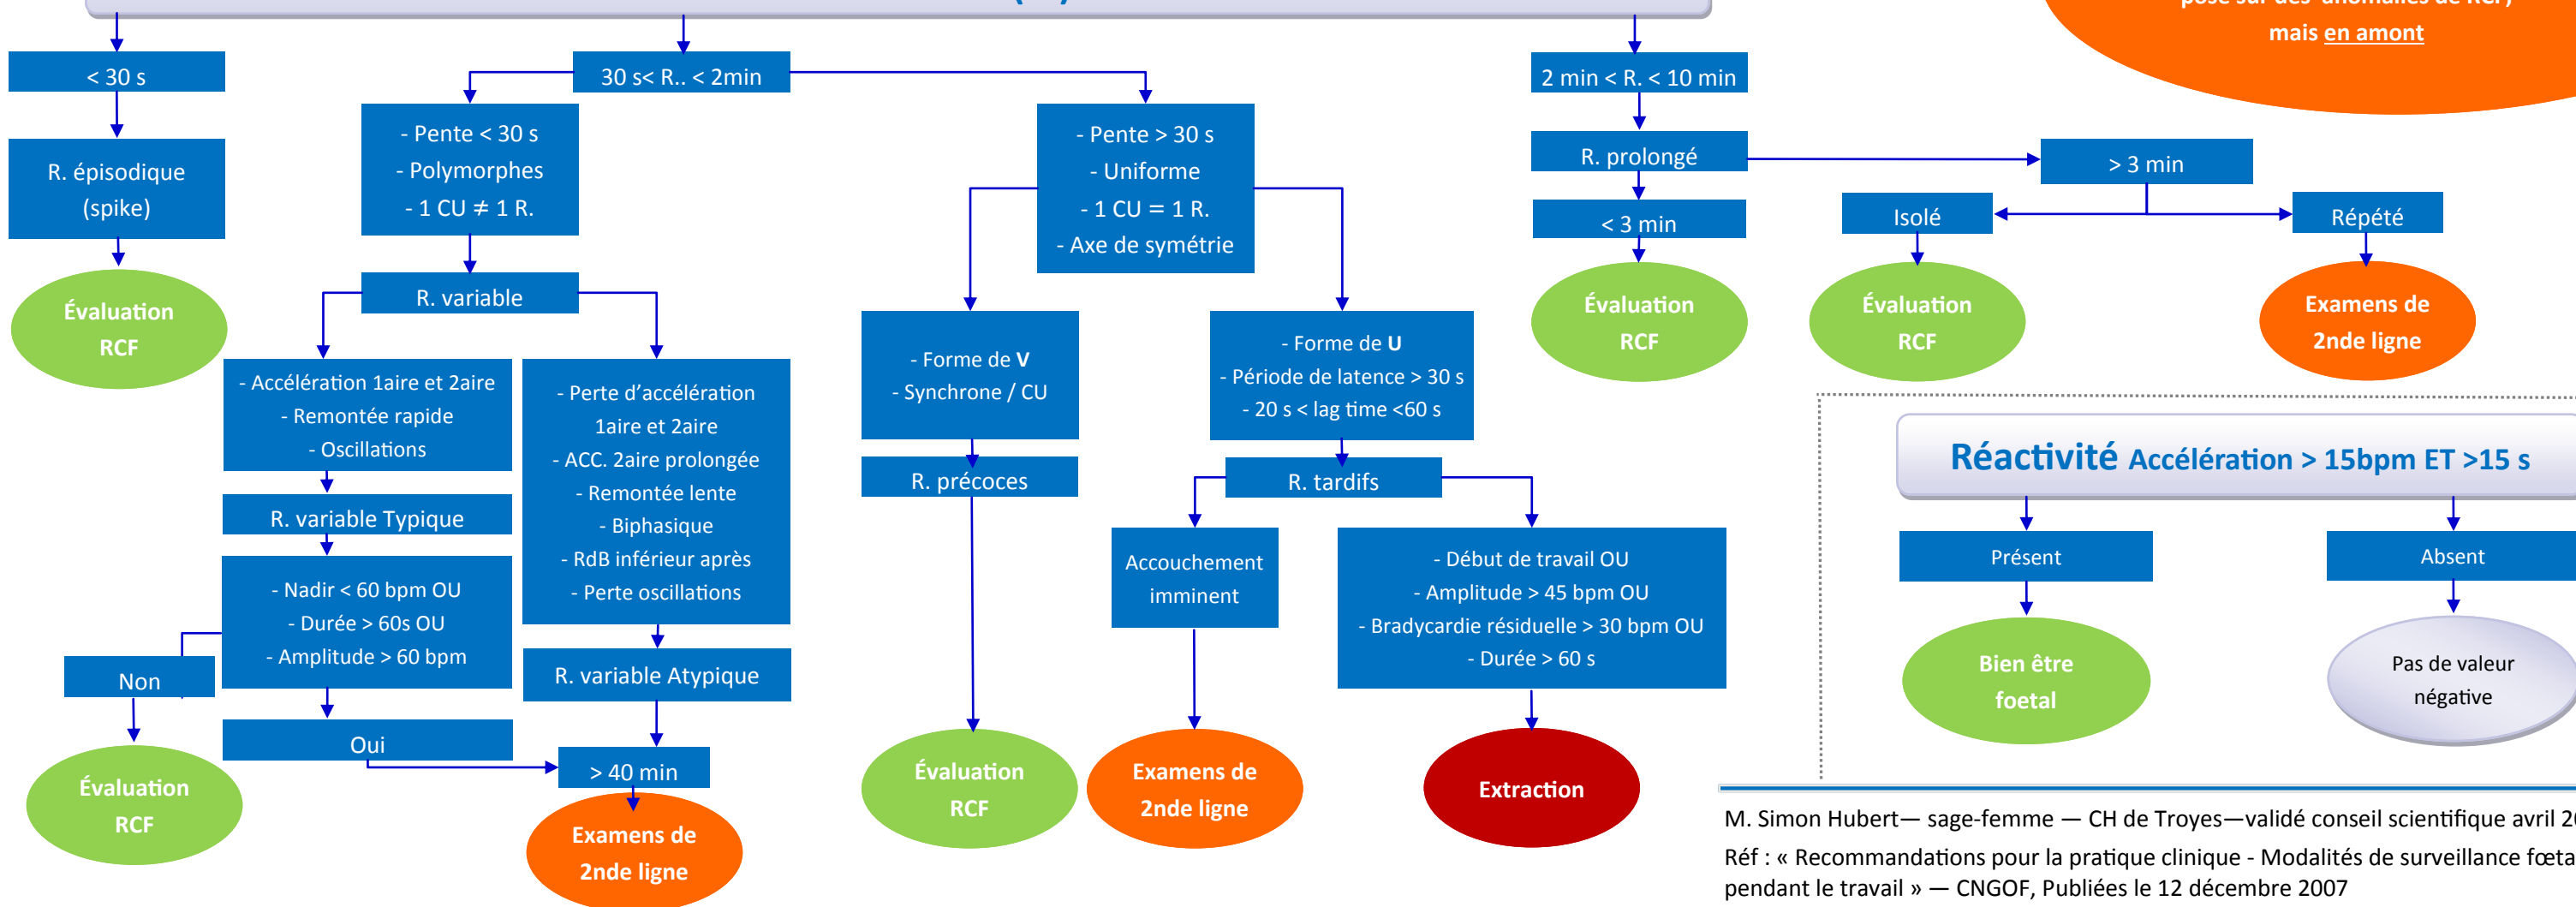 mais en amont
< 30 s
R. épisodique
(spike)
Évaluation
RCF
30 s< R.. < 2min
- Pente < 30 s
- Polymorphes
- 1 CU ≠ 1 R.
R. variable
- Accélération 1aire et 2aire
- Remontée rapide
- Oscillations
R. variable Typique
- Nadir < 60 bpm OU
- Durée > 60s OU
- Amplitude > 60 bpm
Non
Évaluation
RCF
Oui
- Perte d'accélération
1aire et 2aire
- ACC. 2aire prolongée
- Remontée lente
- Biphasique
- RdB inférieur après
- Perte oscillations
R. variable Atypique
> 40 min
Examens de
2nde ligne
- Pente > 30 s
- Uniforme
- 1 CU = 1 R.
- Axe de symétrie
- Forme de V
- Synchrone / CU
R. précoces
Évaluation
RCF
- Forme de U
- Période de latence > 30 s
- 20 s < lag time <60 s
R. tardifs
Accouchement
imminent
Examens de
2nde ligne
- Début de travail OU
- Amplitude > 45 bpm OU
- Bradycardie résiduelle > 30 bpm OU
- Durée > 60 s
Extraction
2 min < R. < 10 min
R. prolongé
< 3 min
Évaluation
RCF
> 3 min
Isolé
Évaluation
RCF
Répété
Examens de
2nde ligne
Réactivité Accélération > 15bpm ET >15 s
Présent
Bien être
foetal
Absent
Pas de valeur
négative
M. Simon Hubert— sage-femme — CH de Troyes—validé conseil scientifique avril
Réf : « Recommandations pour la pratique clinique - Modalités de surveillance
pendant le travail » — CNGOF, Publiées le 12 décembre 2007